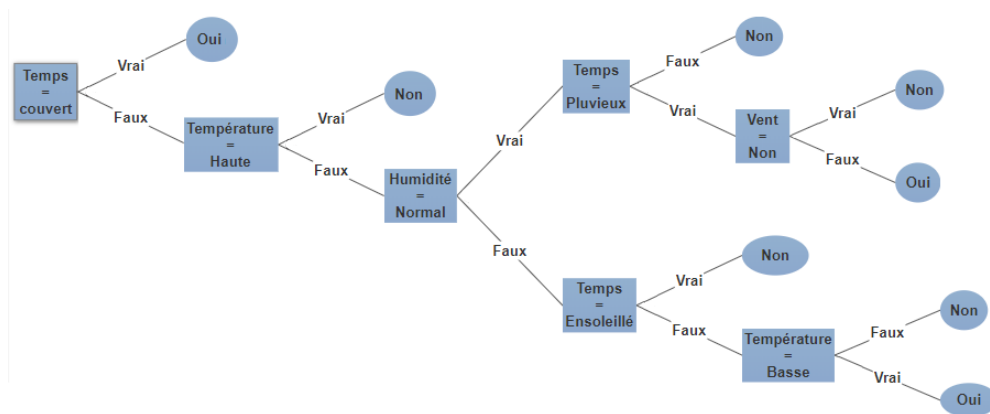 Oui
Vrai
Temps
=
couvert
Faux
Température
=
Haute
Vrai
Non
Faux
Humidité
=
Normal
Vrai
Temps
=
Pluvieux
Faux
Non
Vrai
Vent
=
Non
Vrai
Non
Faux
Oui
Faux
Temps
=
Ensoleillé
Vrai
Non
Faux
Température
=
Basse
Faux
Non
Vrai
Oui